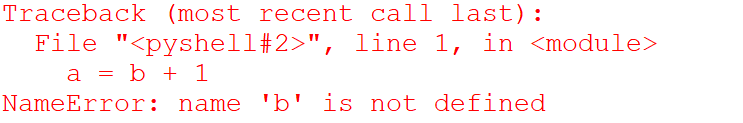 Traceback (most recent call last):
  File "<pyshell#2>", line 1, in <module>
    a = b + 1
NameError: name 'b' is not defined